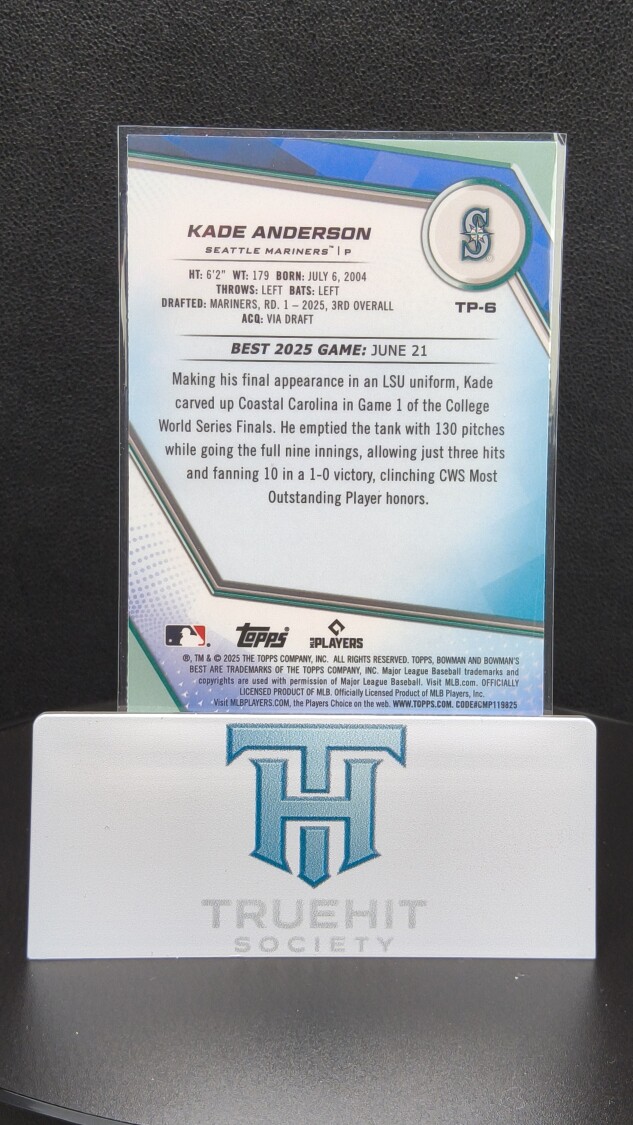 KADE ANDERSON
SEATTLE MARINERS™ | P
S
TP-6
HT: 6'2" WT: 179 BORN: JULY 6, 2004
THROWS: LEFT BATS: LEFT
DRAFTED: MARINERS, RD. 1 – 2025, 3RD OVERALL
ACQ: VIA DRAFT
BEST 2025 GAME: JUNE 21
Making his final appearance in an LSU uniform, Kade
carved up Coastal Carolina in Game 1 of the College
World Series Finals. He emptied the tank with 130 pitches
while going the full nine innings, allowing just three hits
and fanning 10 in a 1-0 victory, clinching CWS Most
Outstanding Player honors.
TOPPS
MLB PLAYERS
®, TM & © 2025 THE TOPPS COMPANY, INC. ALL RIGHTS RESERVED. TOPPS, BOWMAN AND BOWMAN'S
BEST ARE TRADEMARKS OF THE TOPPS COMPANY, INC. Major League Baseball trademarks and
copyrights are used with permission of Major League Baseball. Visit MLB.com. OFFICIALLY
LICENSED PRODUCT OF MLB. Officially Licensed Product of MLB Players, Inc.
Visit MLBPLAYERS.COM, the Players Choice on the web. WWW.TOPPS.COM. CODE#CMP119825
TH
TRUEHIT
SOCIETY